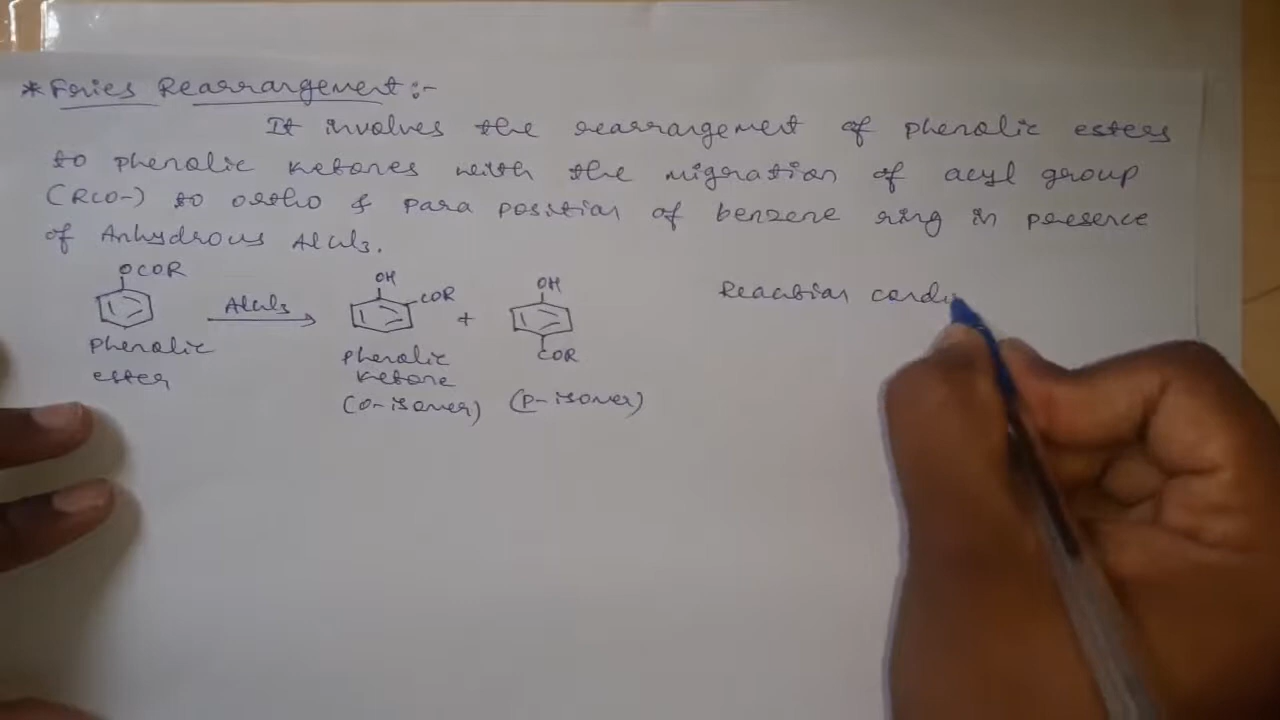 * Fries Rearrangement :-
It involves the rearrangement of phenolic esters
to phenolic ketones with the migration of acyl group
(RCO-) to ortho & para position of benzene ring in presence
of Anhydrous AlCl3.
OCOR
AlCl3
OH
COR
+
OH
COR
Phenolic
ester
Phenolic
ketone
(o-isomer)
(p-isomer)
Reaction condi